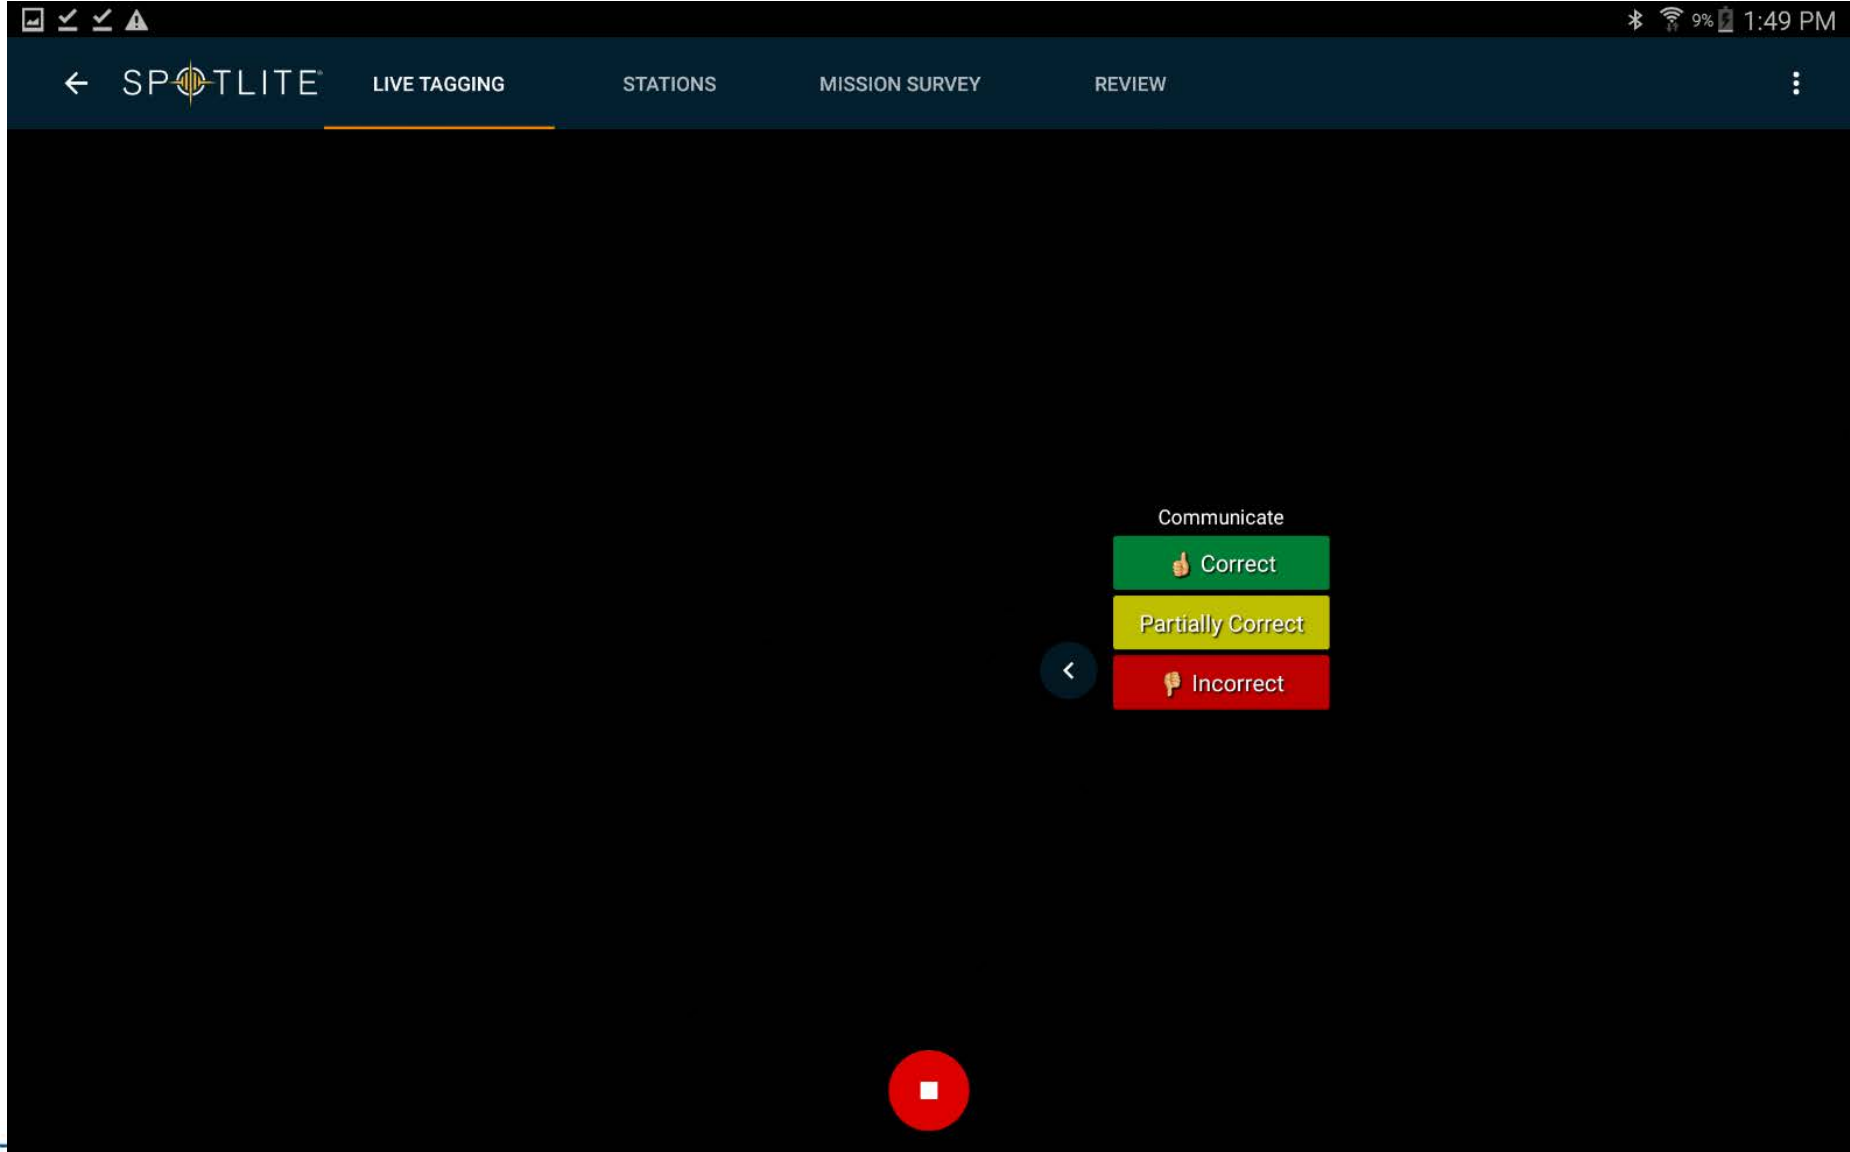 9% 1:49 PM
SPOTLITE LIVE TAGGING STATIONS MISSION SURVEY REVIEW
Communicate
👍 Correct
Partially Correct
👎 Incorrect